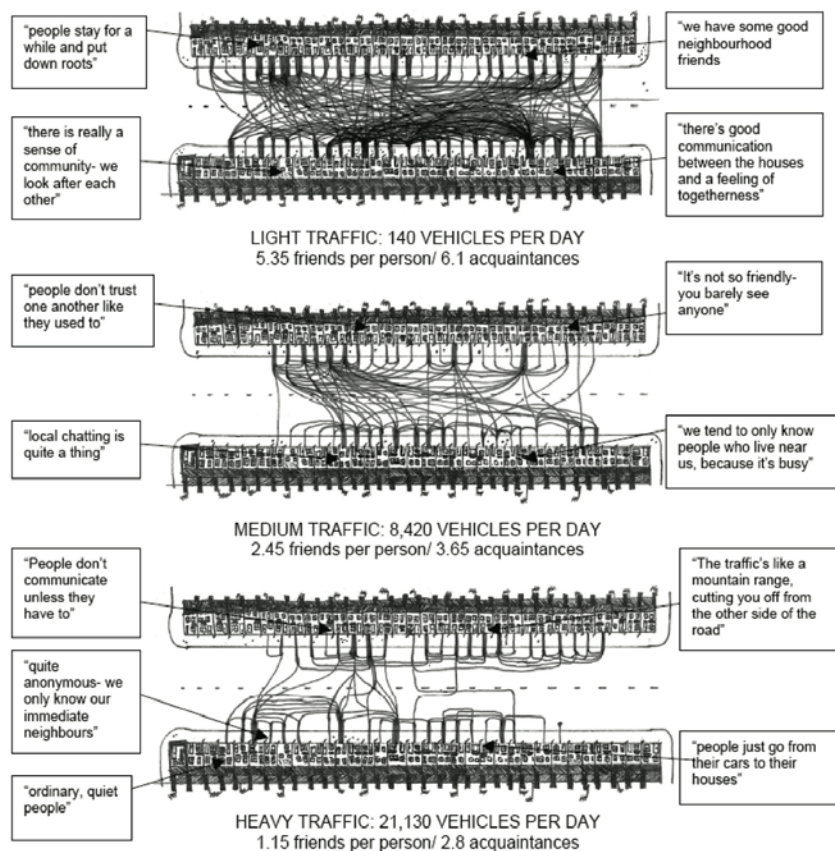 “people stay for a
while and put
down roots”
“we have some good
neighbourhood
friends
“there is really a
sense of
community- we
look after each
other”
“there’s good
communication
between the houses
and a feeling of
togetherness”
LIGHT TRAFFIC: 140 VEHICLES PER DAY
5.35 friends per person/ 6.1 acquaintances
“people don’t trust
one another like
they used to”
“It’s not so friendly-
you barely see
anyone”
“local chatting is
quite a thing”
“we tend to only know
people who live near
us, because it’s busy”
MEDIUM TRAFFIC: 8,420 VEHICLES PER DAY
2.45 friends per person/ 3.65 acquaintances
“People don’t
communicate
unless they
have to”
“The traffic’s like a
mountain range,
cutting you off from
the other side of the
road”
“quite
anonymous- we
only know our
immediate
neighbours”
“ordinary, quiet
people”
“people just go from
their cars to their
houses”
HEAVY TRAFFIC: 21,130 VEHICLES PER DAY
1.15 friends per person/ 2.8 acquaintances